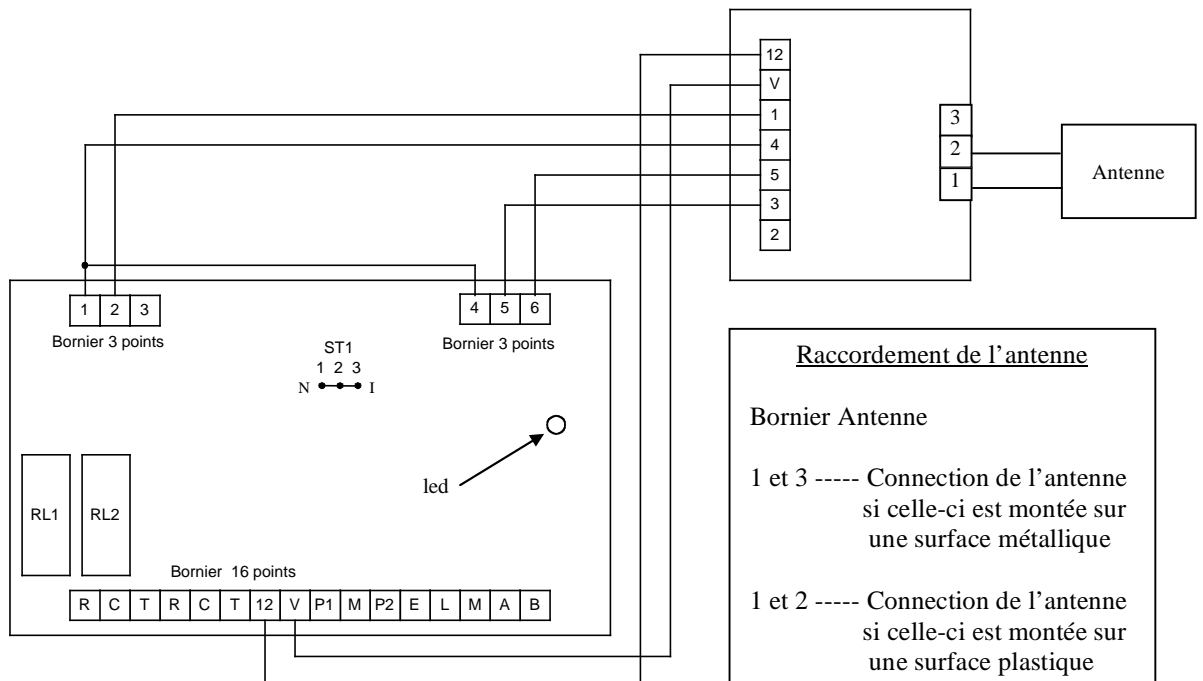 12
V
1
4
5
3
2
3
2
1
Antenne
1 2 3
Bornier 3 points
4 5 6
Bornier 3 points
ST1
1 2 3
N I
led
RL1
RL2
Bornier 16 points
R C T R C T 12 V P1 M P2 E L M A B
Raccordement de l’antenne
Bornier Antenne
1 et 3 ----- Connection de l’antenne
si celle-ci est montée sur
une surface métallique
1 et 2 ----- Connection de l’antenne
si celle-ci est montée sur
une surface plastique